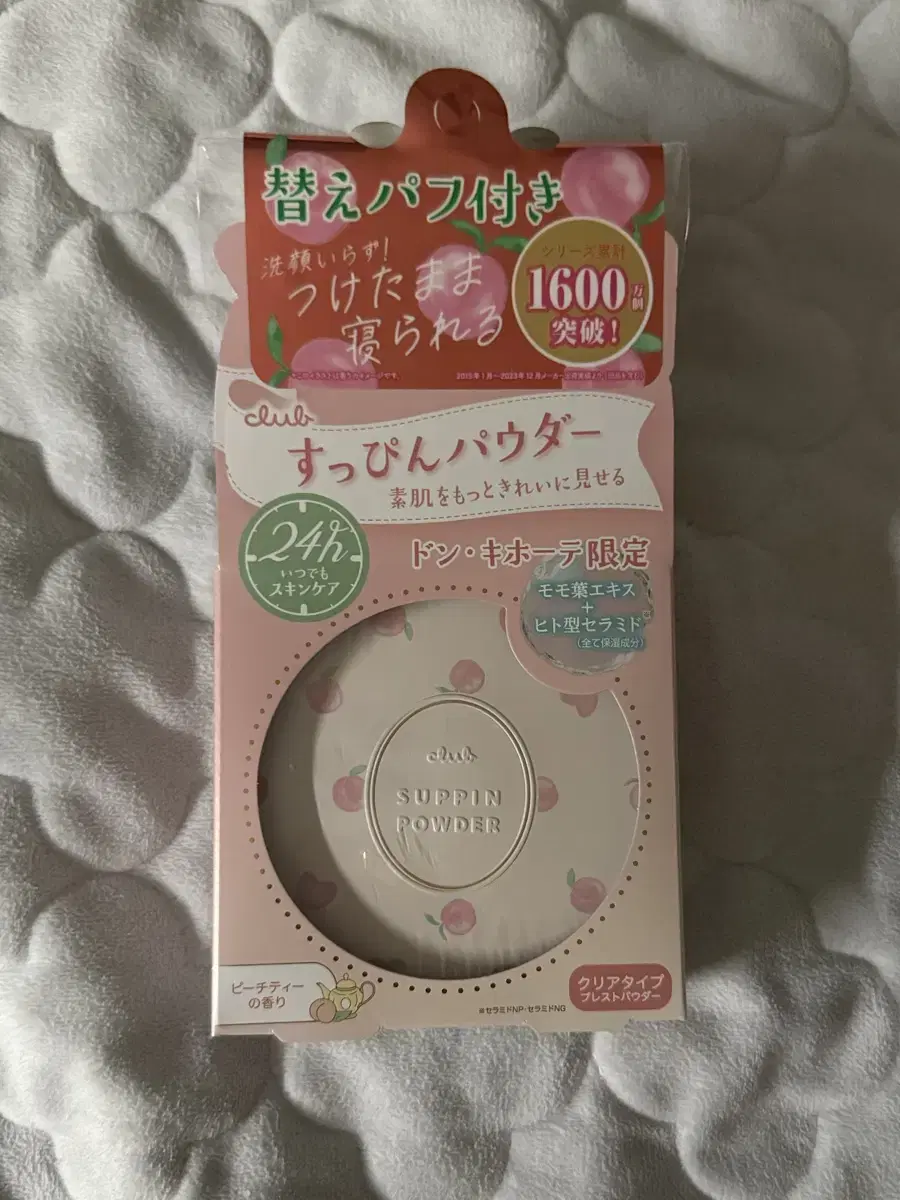 替えパフ付き
洗顔いらず!
つけたまま
寝られる
シリーズ累計
1600万個
突破!
club
すっぴんパウダー
素肌をもっときれいに見せる
24h
いつでも
スキンケア
ドン・キホーテ限定
モモ葉エキス
+
ヒト型セラミド※
(全て保湿成分)
club
SUPPIN
POWDER
ピーチティー
の香り
クリアタイプ
プレストパウダー
※セラミドNP・セラミドNG